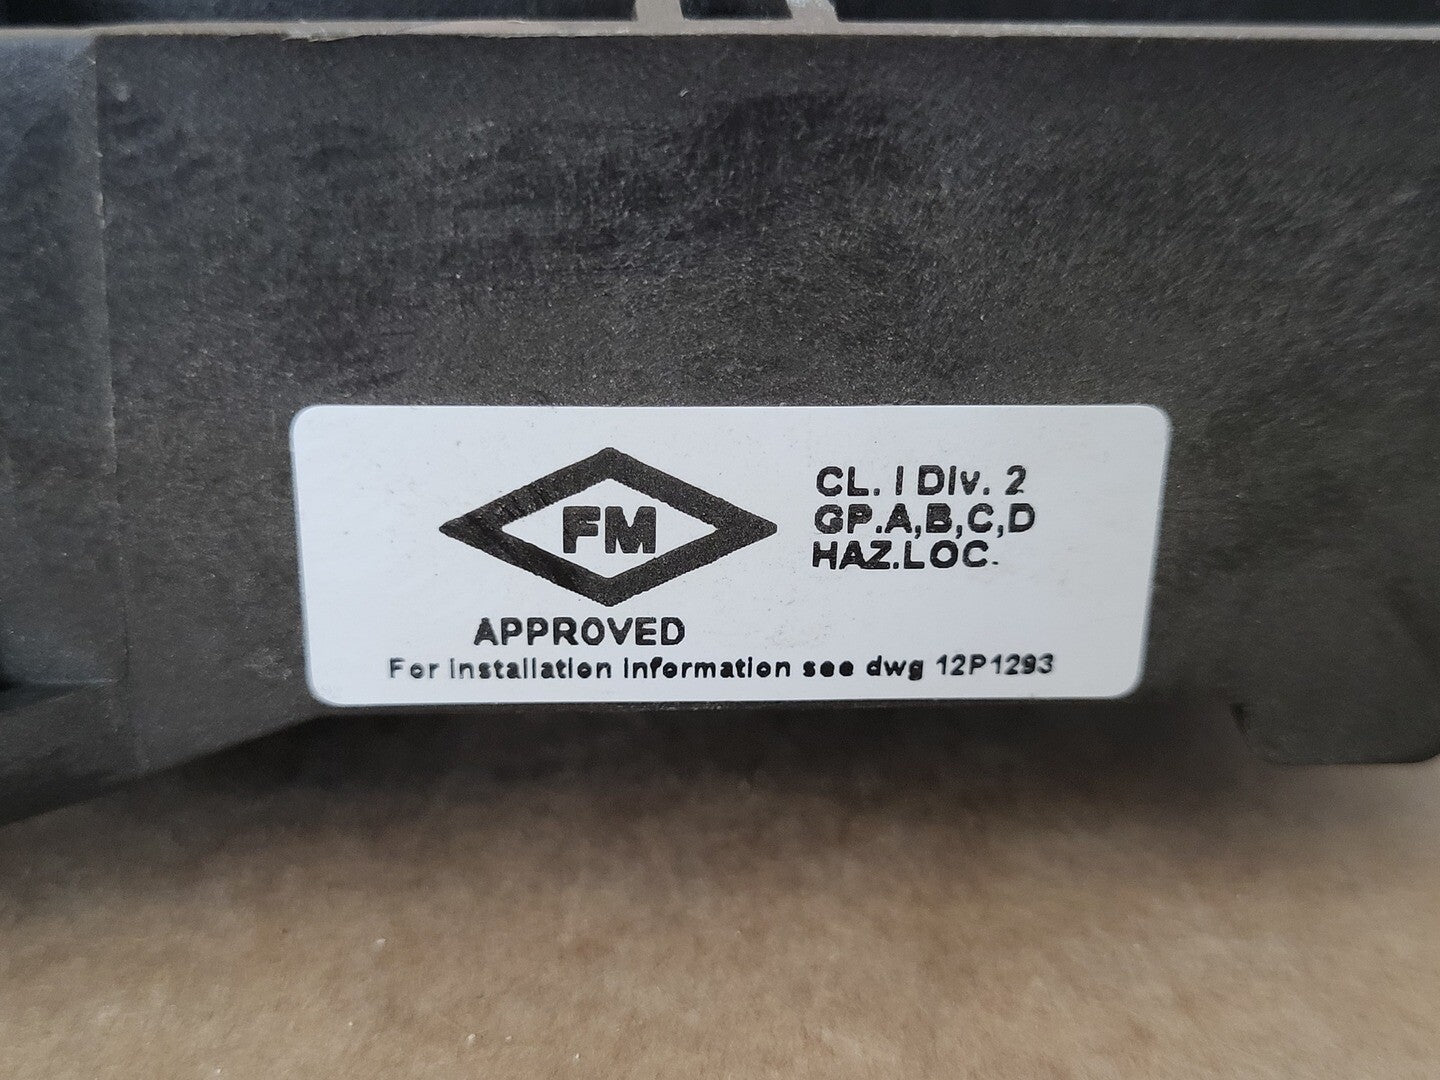 FM
APPROVED
CL. I Div. 2
GP.A,B,C,D
HAZ.LOC.
For installation information see dwg 12P1293